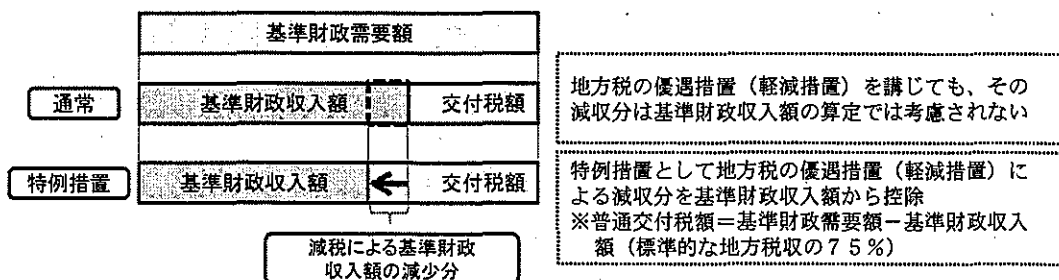 基準財政需要額
通常
基準財政収入額
交付税額
地方税の優遇措置(軽減措置)を講じても、その
減収分は基準財政収入額の算定では考慮されない
特例措置
基準財政収入額
交付税額
特例措置として地方税の優遇措置(軽減措置)に
よる減収分を基準財政収入額から控除
※普通交付税額=基準財政需要額-基準財政収入
額(標準的な地方税収の75%)
減税による基準財政
収入額の減少分